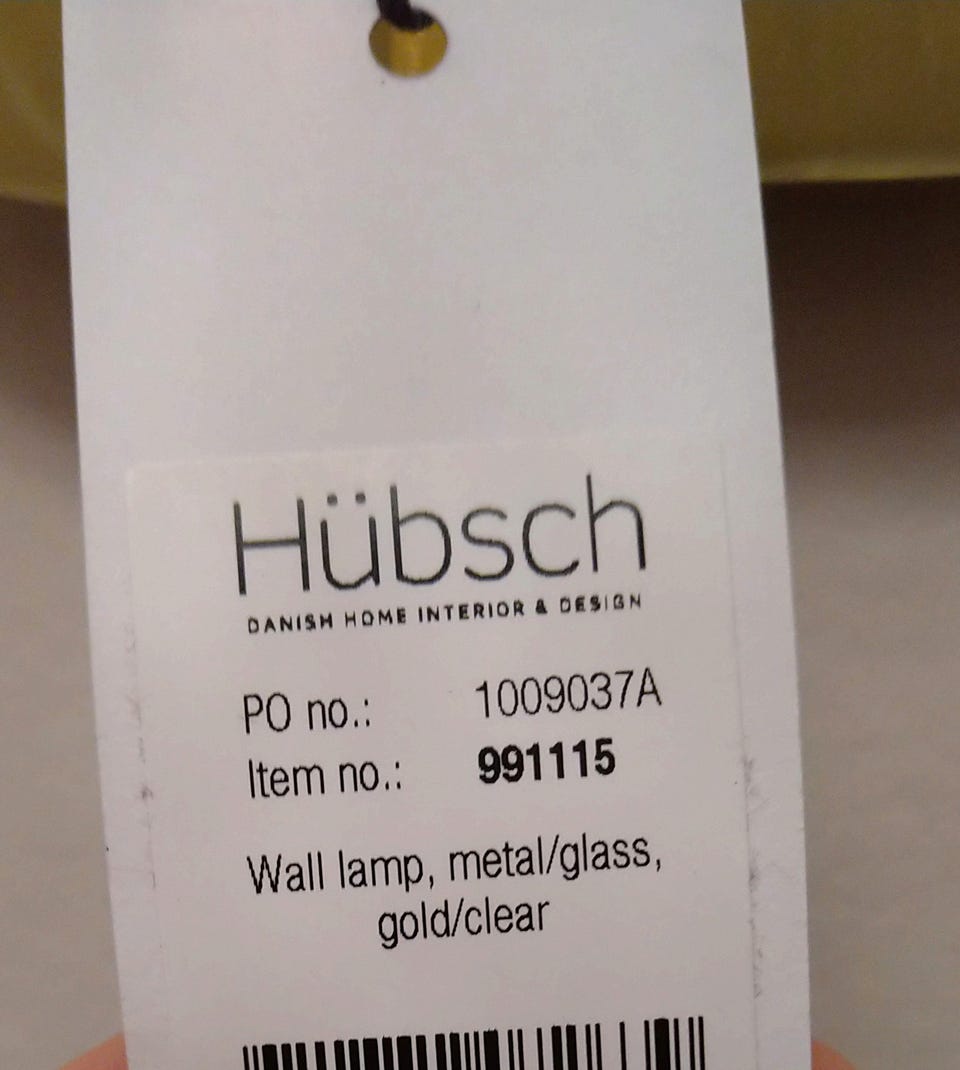 Hübsch
DANISH HOME INTERIOR & DESIGN
PO no.: 1009037A
Item no.: 991115
Wall lamp, metal/glass,
gold/clear